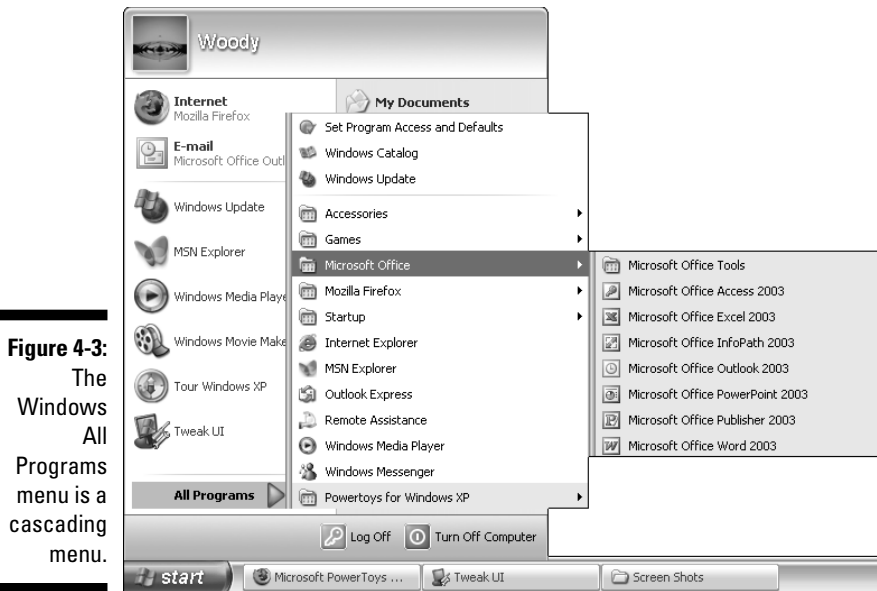 Woody
Internet
Mozilla Firefox
E-mail
Microsoft Office Outl
Windows Update
MSN Explorer
Windows Media Playe
Windows Movie Make
Tour Windows XP
Tweak UI
All Programs
My Documents
Set Program Access and Defaults
Windows Catalog
Windows Update
Accessories
Games
Microsoft Office
Mozilla Firefox
Startup
Internet Explorer
MSN Explorer
Outlook Express
Remote Assistance
Windows Media Player
Windows Messenger
Powertoys for Windows XP
Microsoft Office Tools
Microsoft Office Access 2003
Microsoft Office Excel 2003
Microsoft Office InfoPath 2003
Microsoft Office Outlook 2003
Microsoft Office PowerPoint 2003
Microsoft Office Publisher 2003
Microsoft Office Word 2003
Log Off
Turn Off Computer
start
Microsoft PowerToys ...
Tweak UI
Screen Shots
Figure 4-3:
The
Windows
All
Programs
menu is a
cascading
menu.